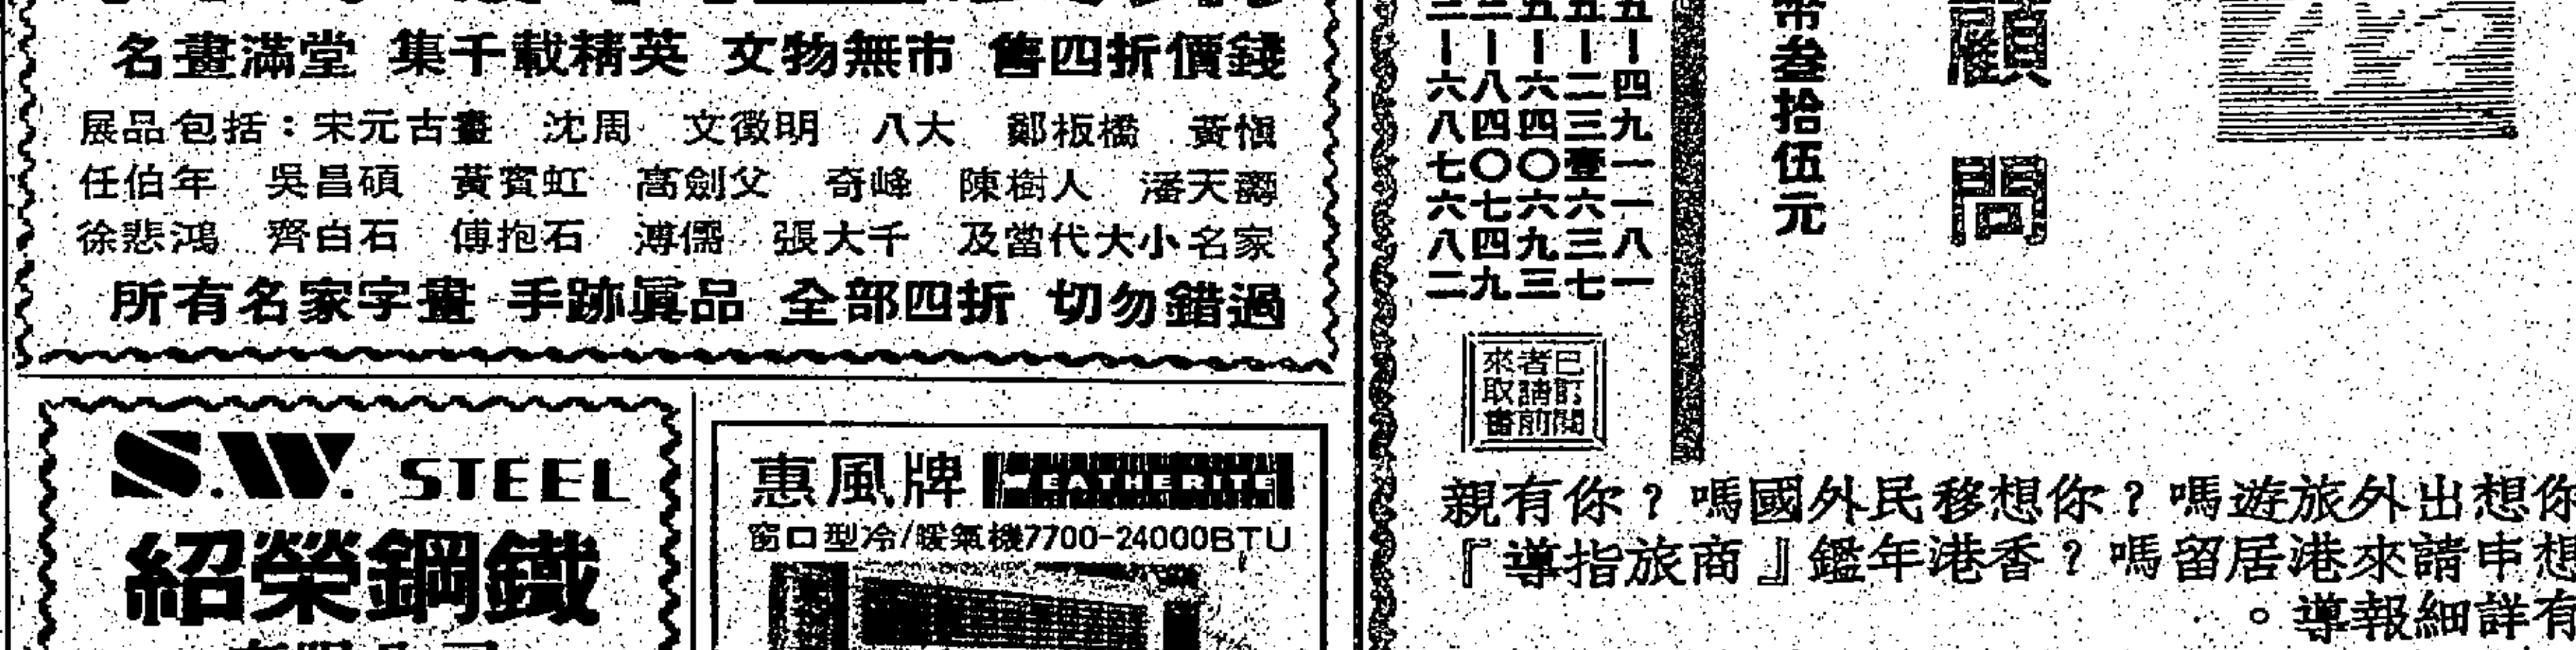 名畫滿堂 集千載精英 文物無市 售四折價錢
展品包括：宋元古畫 沈周 文徵明 八大 鄭板橋 黃慎
任伯年 吳昌碩 黃賓虹 高劍父 奇峰 陳樹人 潘天壽
徐悲鴻 齊白石 傅抱石 溥儒 張大千 及當代大小名家
所有名家字畫 手跡眞品 全部四折 切勿錯過
S.W. STEEL
紹榮鋼鐵
惠風牌 WEATHERITE
窗口型冷/暖氣機7700-24000BTU
顧問
幣叁拾伍元
五｜四九一一八一
五｜二三壹六三七
五｜六四〇六九三
｜八四〇七四九
｜六八七六八二
已訂閱
者請前
來取書
你想出外旅遊嗎？你想移民外國嗎？你有親
想申請來港居留嗎？香港年鑑『商旅指導』
有詳細報導。